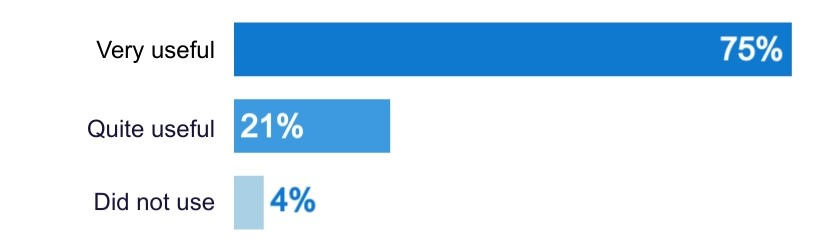 Very useful 75%
Quite useful 21%
Did not use 4%